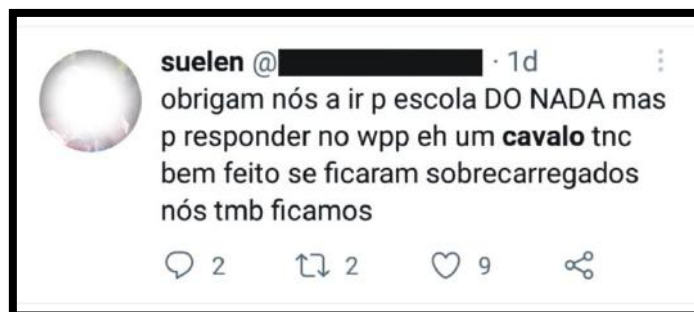 suelen @ · 1d
obrigam nós a ir p escola DO NADA mas
p responder no wpp eh um cavalo tnc
bem feito se ficaram sobrecarregados
nós tmb ficamos
2 2 9